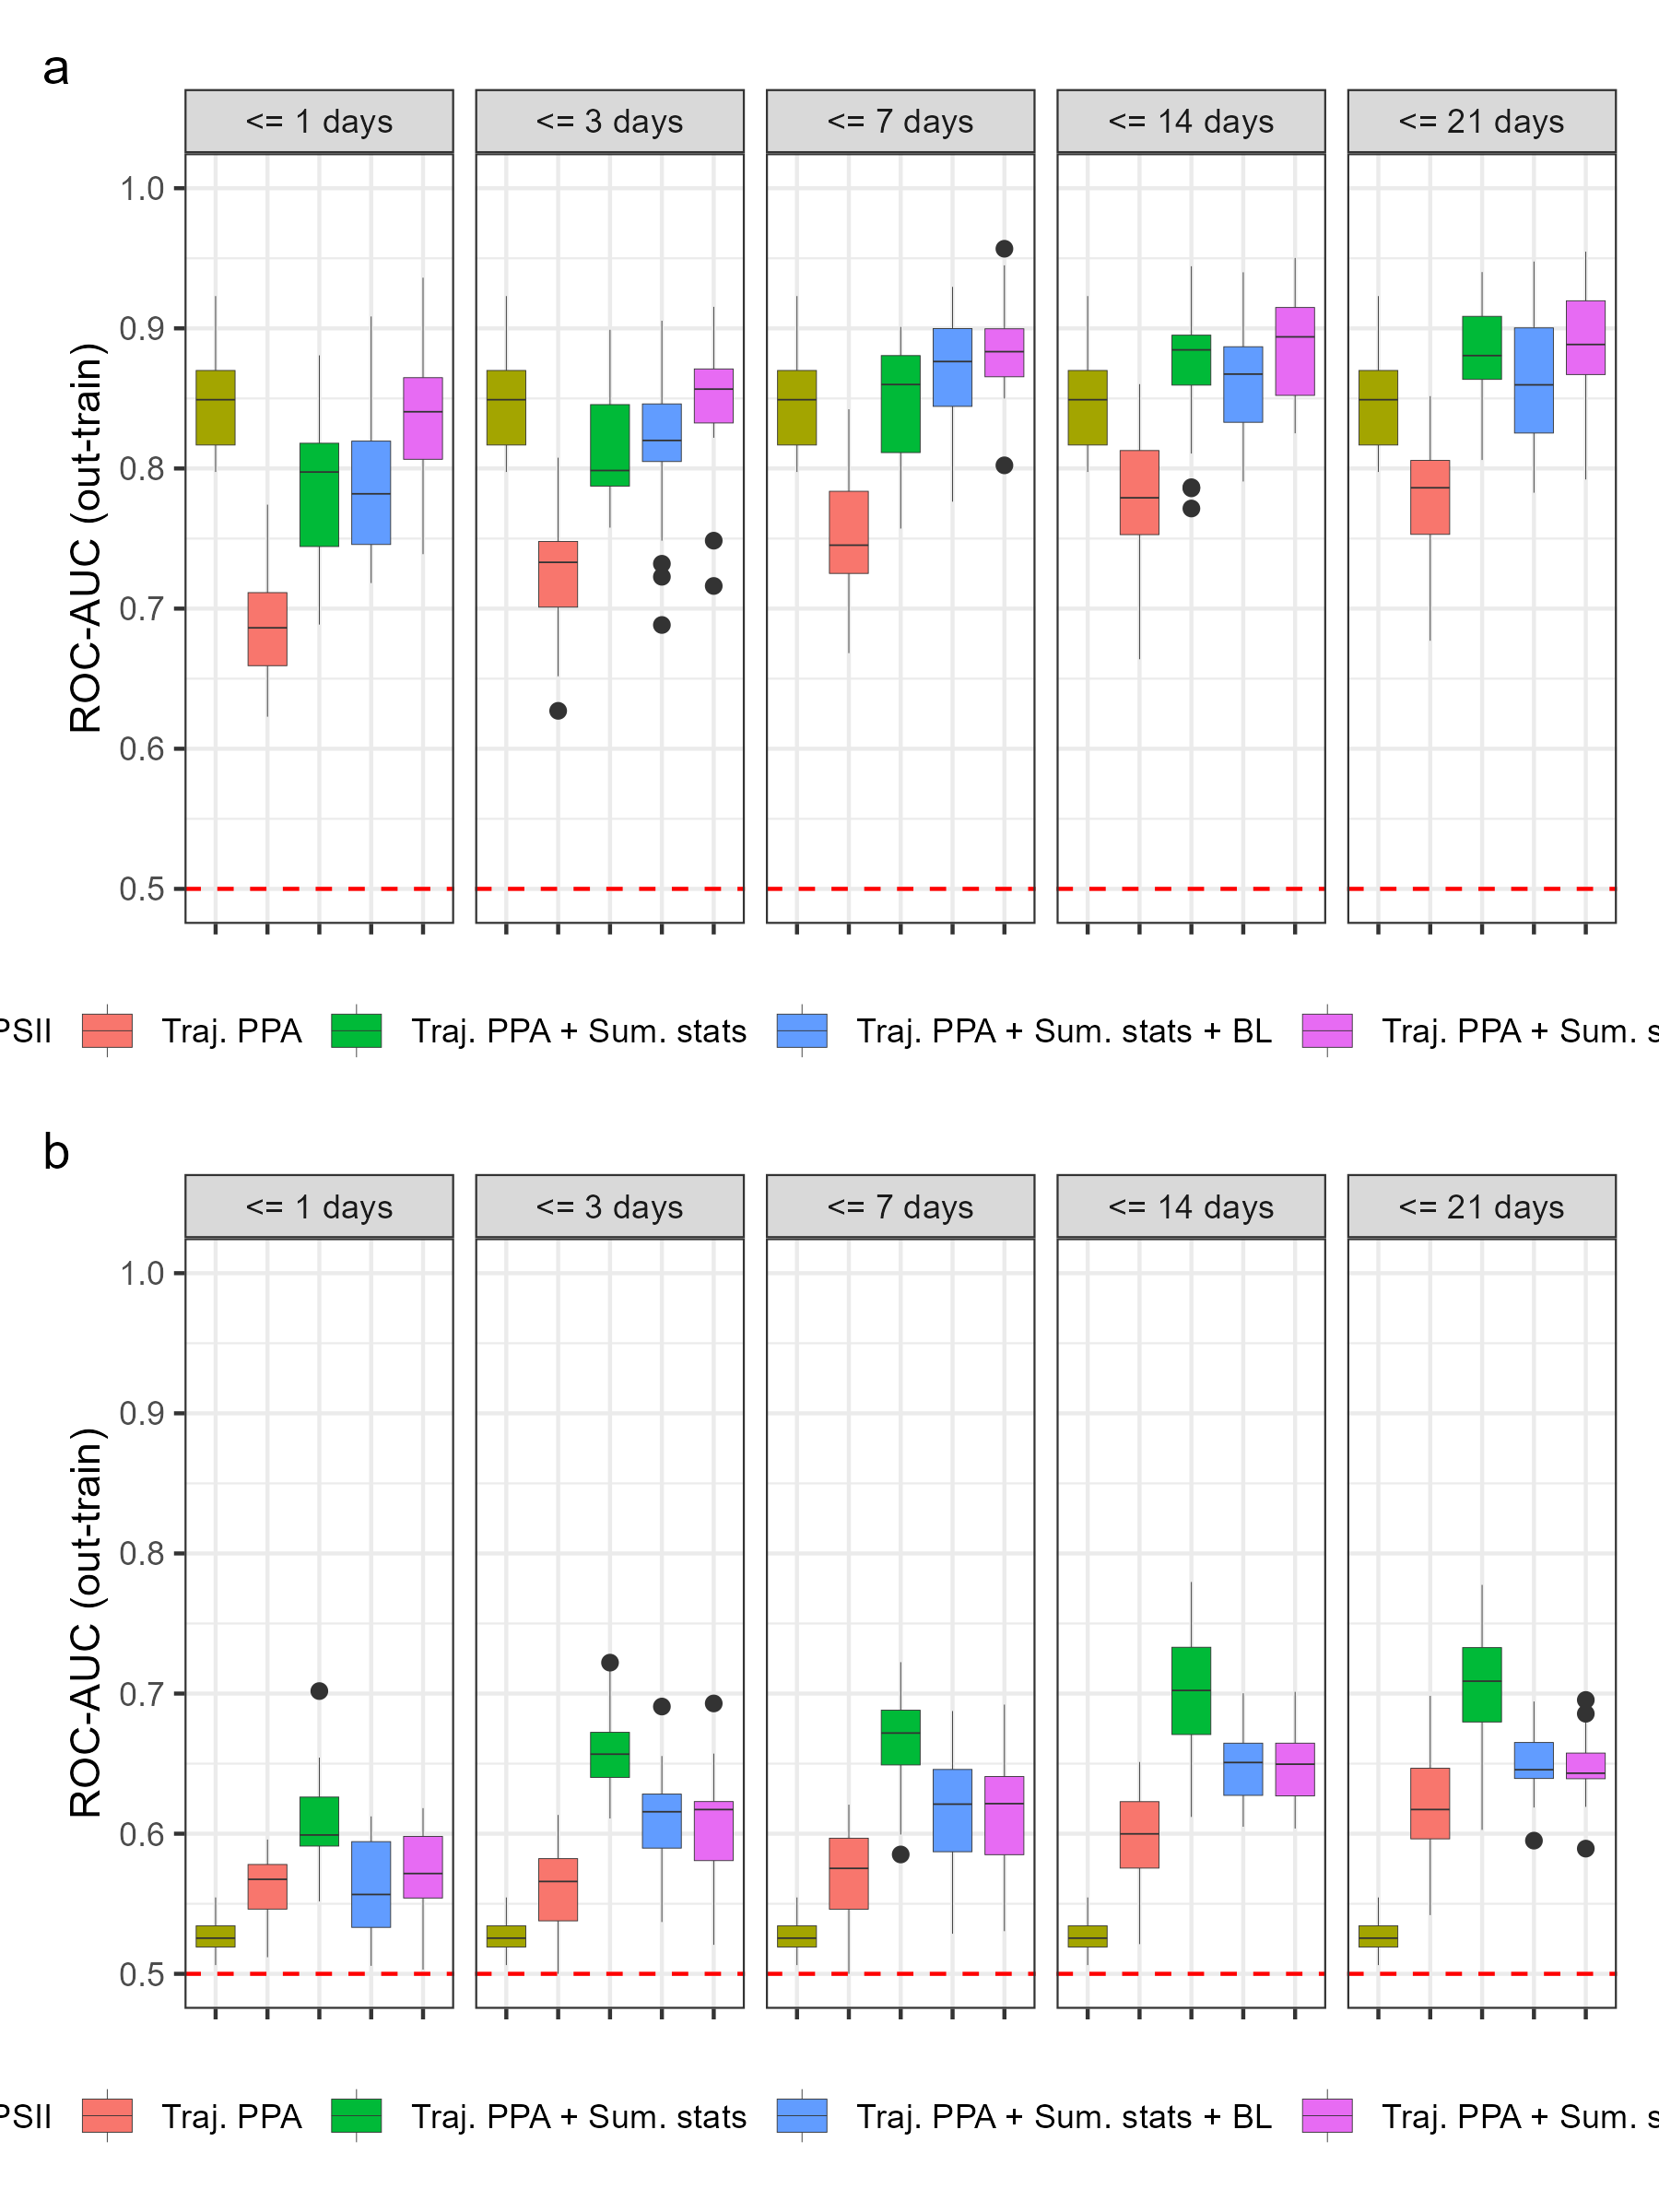 a
<= 1 days <= 3 days <= 7 days <= 14 days <= 21 days
1.0
0.9
0.8
0.7
0.6
0.5
ROC-AUC (out-train)
PSII Traj. PPA Traj. PPA + Sum. stats Traj. PPA + Sum. stats + BL Traj. PPA + Sum. s
b
<= 1 days <= 3 days <= 7 days <= 14 days <= 21 days
1.0
0.9
0.8
0.7
0.6
0.5
ROC-AUC (out-train)
PSII Traj. PPA Traj. PPA + Sum. stats Traj. PPA + Sum. stats + BL Traj. PPA + Sum. s